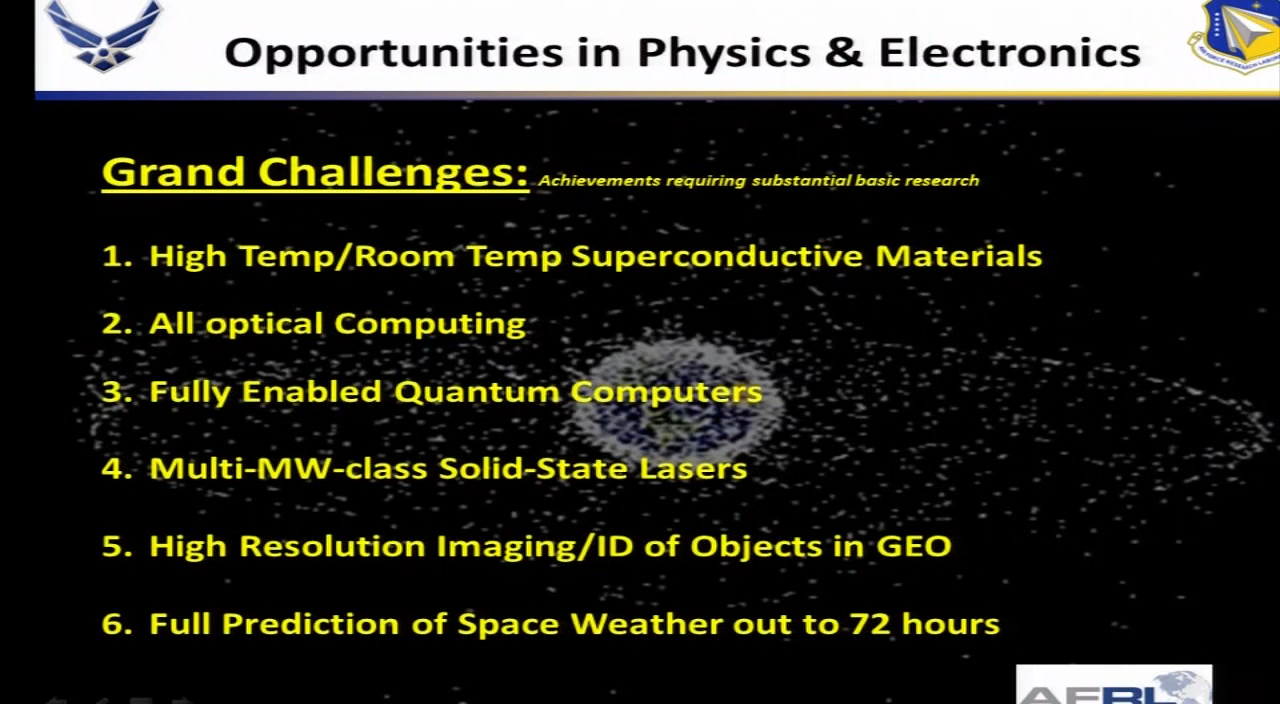 Opportunities in Physics & Electronics
Grand Challenges: Achievements requiring substantial basic research
1. High Temp/Room Temp Superconductive Materials
2. All optical Computing
3. Fully Enabled Quantum Computers
4. Multi-MW-class Solid-State Lasers
5. High Resolution Imaging/ID of Objects in GEO
6. Full Prediction of Space Weather out to 72 hours
AFRL